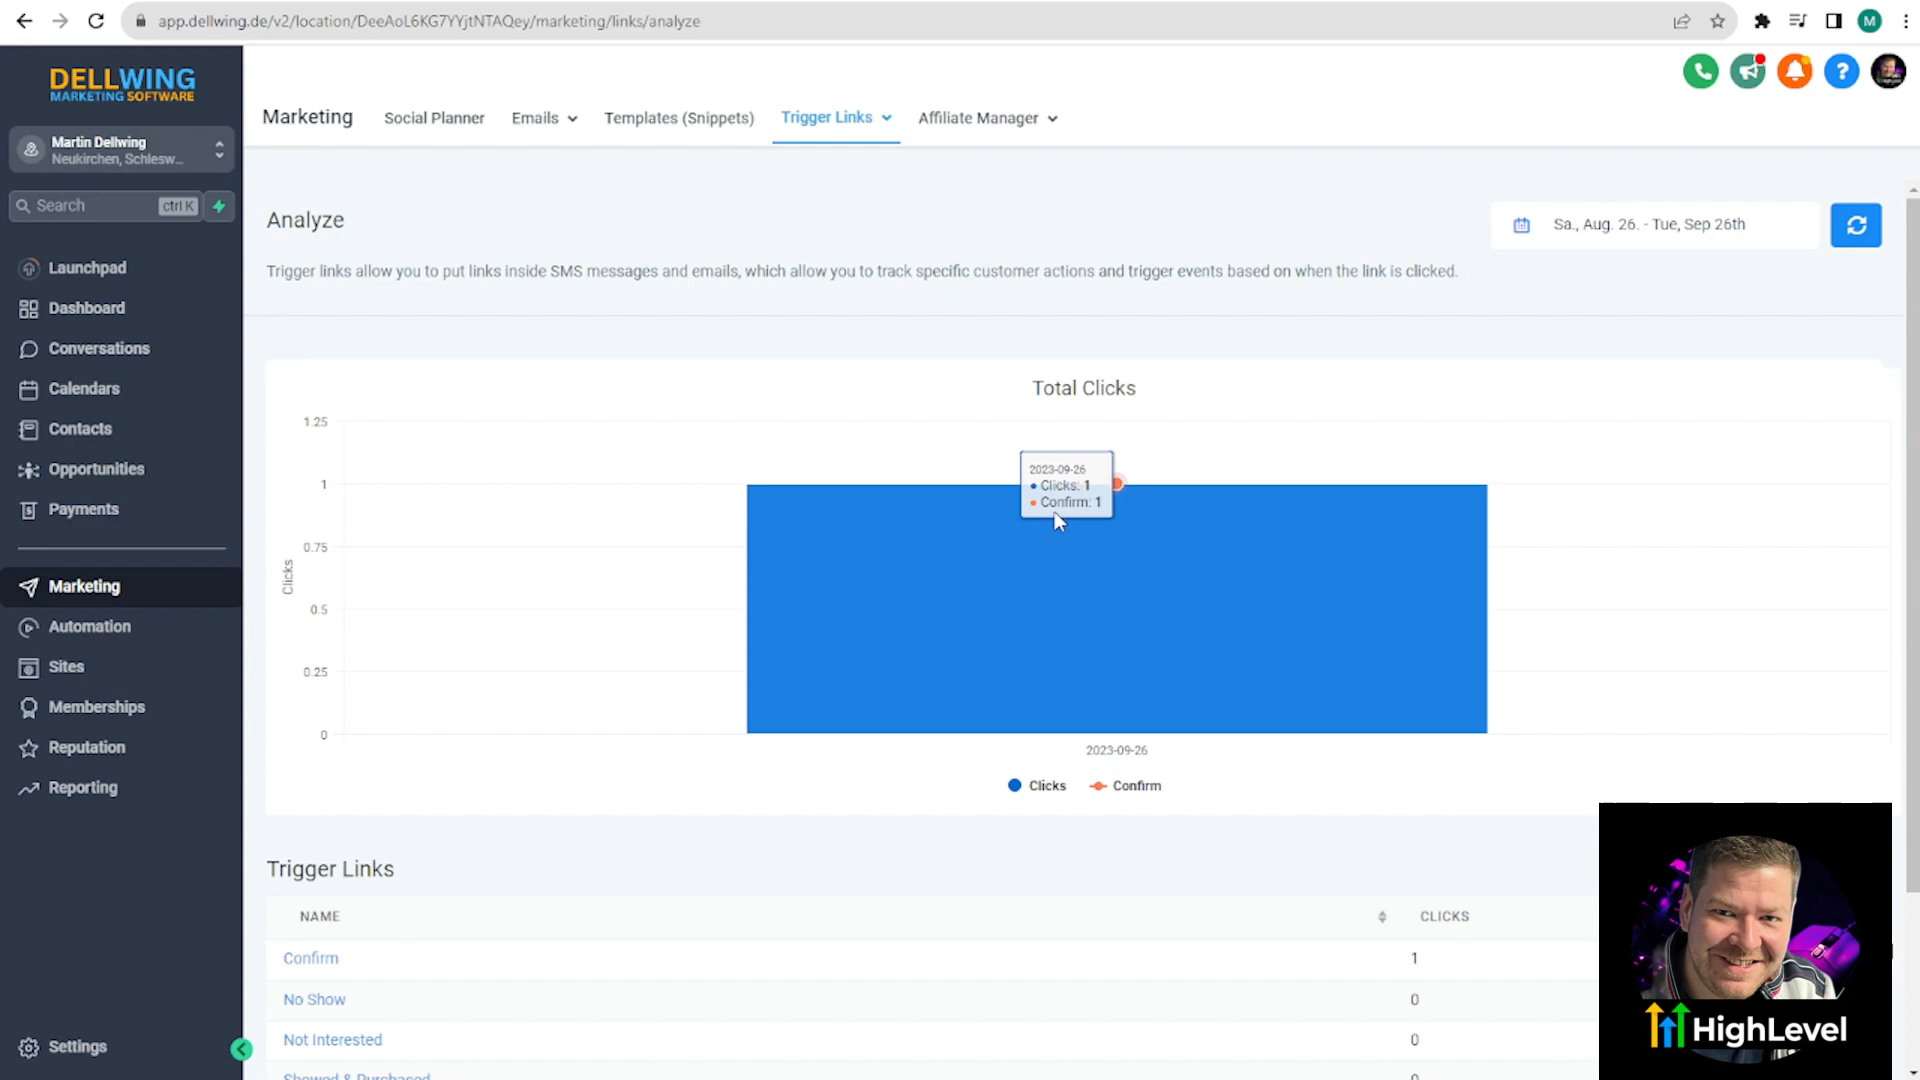 app.dellwing.de/v2/location/DeeAoL6KG7YYjtNTAQey/marketing/links/analyze
M
DELLWING
MARKETING SOFTWARE
Martin Dellwing
Neukirchen, Schlesw...
Search ctrl K
Launchpad
Dashboard
Conversations
Calendars
Contacts
Opportunities
Payments
Marketing
Automation
Sites
Memberships
Reputation
Reporting
Settings
Marketing Social Planner Emails Templates (Snippets) Trigger Links Affiliate Manager
?
Analyze
Sa., Aug. 26. - Tue, Sep 26th
Trigger links allow you to put links inside SMS messages and emails, which allow you to track specific customer actions and trigger events based on when the link is clicked.
Total Clicks
1.25
1
0.75
0.5
0.25
0
Clicks
2023-09-26
Clicks: 1
Confirm: 1
2023-09-26
Clicks Confirm
Trigger Links
NAME CLICKS
Confirm 1
No Show 0
Not Interested 0
Showed & Purchased 0
HighLevel